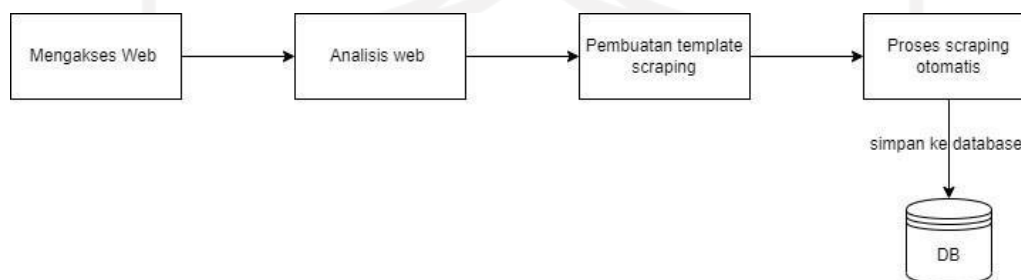 Mengakses Web
Analisis web
Pembuatan template
scraping
Proses scraping
otomatis
simpan ke database
DB